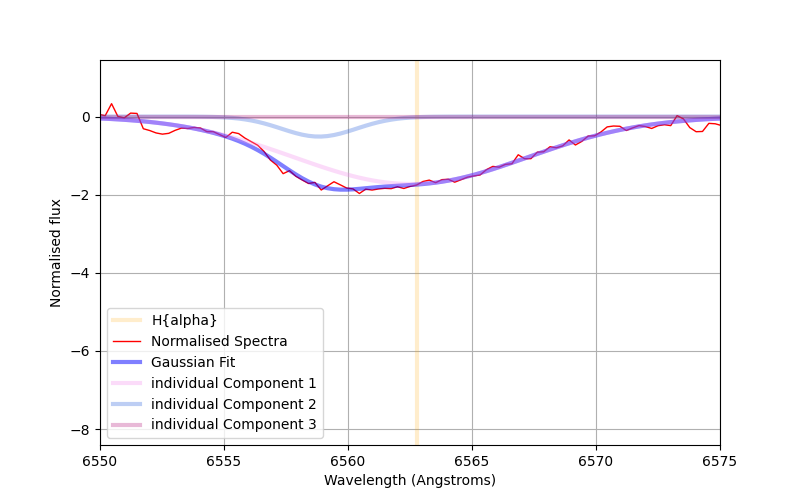 0
−2
−4
−6
−8
Normalised flux
H{alpha}
Normalised Spectra
Gaussian Fit
individual Component 1
individual Component 2
individual Component 3
6550 6555 6560 6565 6570 6575
Wavelength (Angstroms)